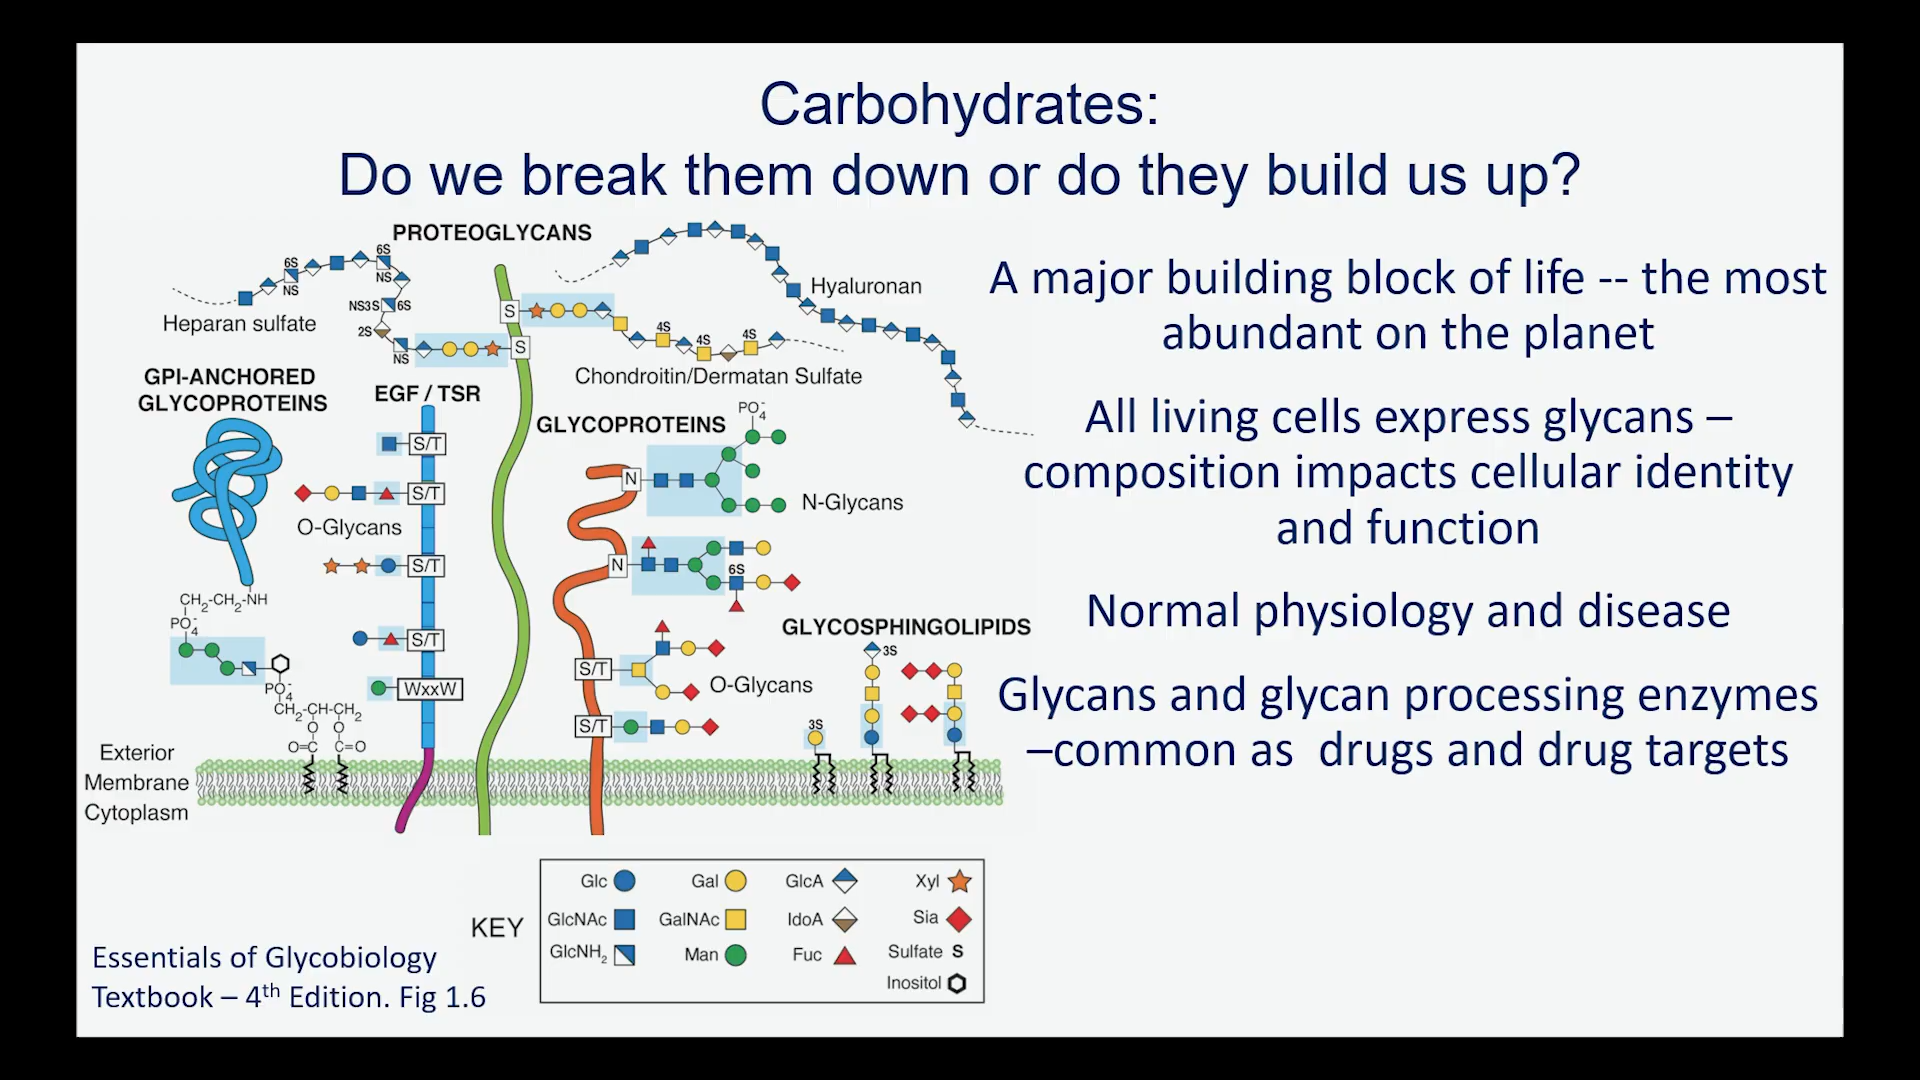 Carbohydrates:
Do we break them down or do they build us up?
PROTEOGLYCANS
6S
6S
NS
NS
NS3S
6S
2S
NS
Heparan sulfate
S
S
Hyaluronan
4S
4S
4S
Chondroitin/Dermatan Sulfate
GPI-ANCHORED
GLYCOPROTEINS
CH2-CH2-NH
PO4-
PO4-
CH2-CH-CH2
O O
O=C C=O
EGF / TSR
S/T
S/T
O-Glycans
S/T
S/T
WxxW
GLYCOPROTEINS
PO4-
N
N-Glycans
N
6S
S/T
O-Glycans
S/T
GLYCOSPHINGOLIPIDS
3S
3S
Exterior
Membrane
Cytoplasm
A major building block of life -- the most
abundant on the planet
All living cells express glycans –
composition impacts cellular identity
and function
Normal physiology and disease
Glycans and glycan processing enzymes
–common as drugs and drug targets
KEY
Glc Gal GlcA Xyl
GlcNAc GalNAc IdoA Sia
GlcNH2 Man Fuc Sulfate S
Inositol
Essentials of Glycobiology
Textbook – 4th Edition. Fig 1.6